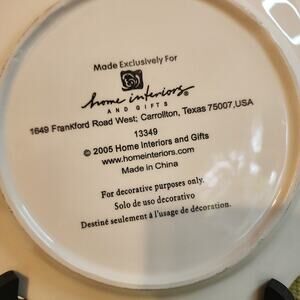 Made Exclusively For
home interiors®
AND GIFTS
1649 Frankford Road West; Carrollton, Texas 75007,USA
13349
© 2005 Home Interiors and Gifts
www.homeinteriors.com
Made in China
For decorative purposes only.
Solo de uso decorativo
Destiné seulement à l'usage de décoration.